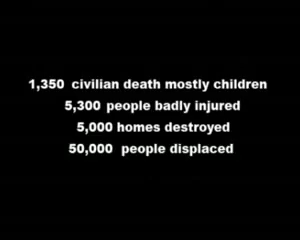 1,350 civilian death mostly children
5,300 people badly injured
5,000 homes destroyed
50,000 people displaced